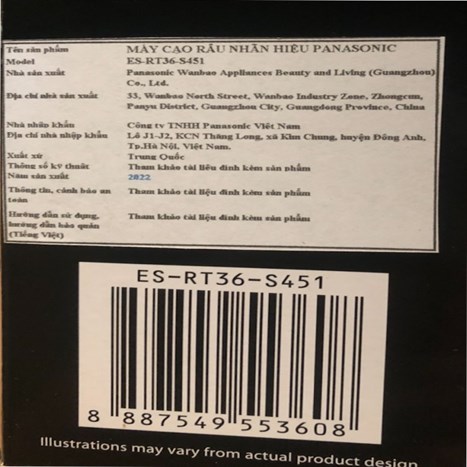 Tên sản phẩm MÁY CẠO RÂU NHÃN HIỆU PANASONIC
Model ES-RT36-S451
Nhà sản xuất Panasonic Wanbao Appliances Beauty and Living (Guangzhou)
Co., Ltd.
Địa chỉ nhà sản xuất 33, Wanbao North Street, Wanbao Industry Zone, Zhongcun,
Panyu District, Guangzhou City, Guangdong Province, China
Nhà nhập khẩu Công ty TNHH Panasonic Việt Nam
Địa chỉ nhà nhập khẩu Lô J1-J2, KCN Thăng Long, xã Kim Chung, huyện Đông Anh,
Tp.Hà Nội, Việt Nam.
Xuất xứ Trung Quốc
Thông số kỹ thuật Tham khảo tài liệu đính kèm sản phẩm
Năm sản xuất 2022
Thông tin, cảnh báo an Tham khảo tài liệu đính kèm sản phẩm
toàn
Hướng dẫn sử dụng, Tham khảo tài liệu đính kèm sản phẩm
hướng dẫn bảo quản
(Tiếng Việt)
ES-RT36-S451
8 887549 553608
Illustrations may vary from actual product design